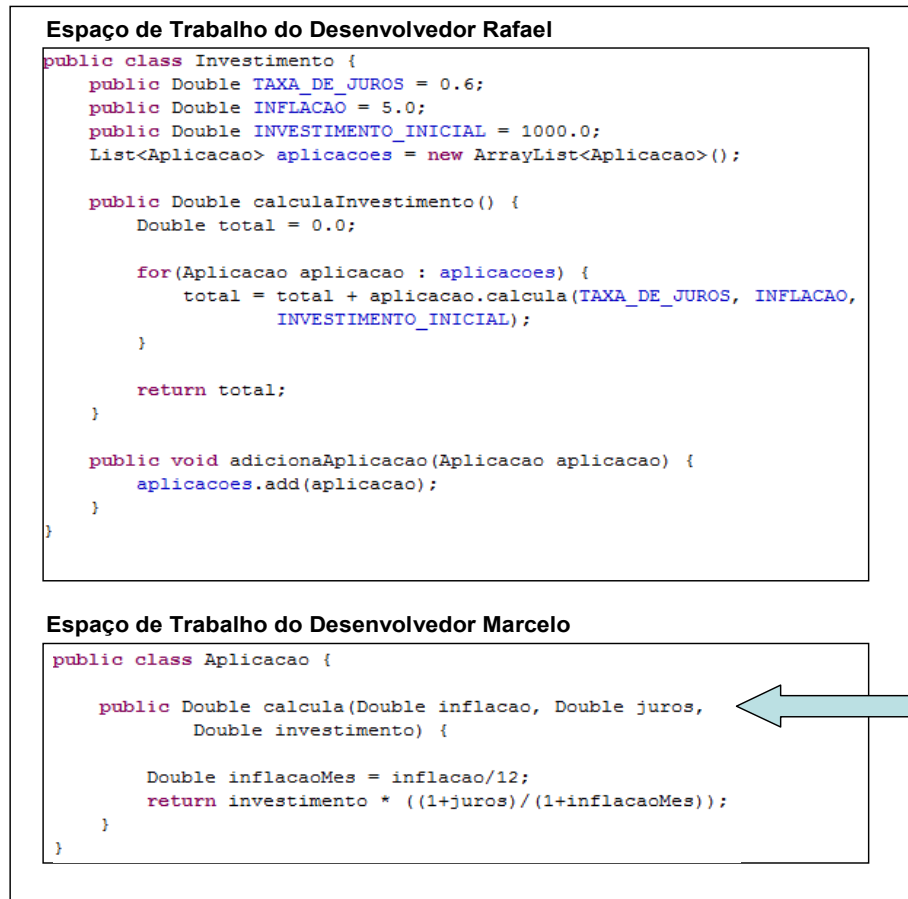 Espaço de Trabalho do Desenvolvedor Rafael
public class Investimento {
    public Double TAXA_DE_JUROS = 0.6;
    public Double INFLACAO = 5.0;
    public Double INVESTIMENTO_INICIAL = 1000.0;
    List<Aplicacao> aplicacoes = new ArrayList<Aplicacao>();
    public Double calculaInvestimento() {
        Double total = 0.0;
        for(Aplicacao aplicacao : aplicacoes) {
            total = total + aplicacao.calcula(TAXA_DE_JUROS, INFLACAO,
                    INVESTIMENTO_INICIAL);
        }
        return total;
    }
    public void adicionaAplicacao(Aplicacao aplicacao) {
        aplicacoes.add(aplicacao);
    }
}
Espaço de Trabalho do Desenvolvedor Marcelo
public class Aplicacao {
    public Double calcula(Double inflacao, Double juros,
            Double investimento) {
        Double inflacaoMes = inflacao/12;
        return investimento * ((1+juros)/(1+inflacaoMes));
    }
}